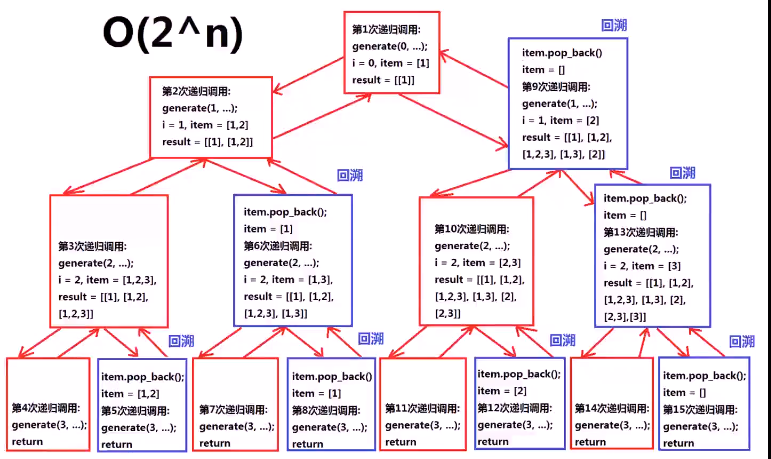 O(2^n)
第1次递归调用:
generate(0, ...);
i = 0, item = [1]
result = [[1]]
回溯
item.pop_back()
item = []
第9次递归调用:
generate(1, ...);
i = 1, item = [2]
result = [[1], [1,2],
[1,2,3], [1,3], [2]]
第2次递归调用:
generate(1, ...);
i = 1, item = [1,2]
result = [[1], [1,2]]
第3次递归调用:
generate(2, ...);
i = 2, item = [1,2,3],
result = [[1], [1,2],
[1,2,3]]
回溯
item.pop_back();
item = [1]
第6次递归调用:
generate(2, ...);
i = 2, item = [1,3],
result = [[1], [1,2],
[1,2,3], [1,3]]
第10次递归调用:
generate(2, ...);
i = 2, item = [2,3]
result = [[1], [1,2],
[1,2,3], [1,3], [2],
[2,3]]
回溯
item.pop_back();
item = []
第13次递归调用:
generate(2, ...);
i = 2, item = [3]
result = [[1], [1,2],
[1,2,3], [1,3], [2],
[2,3],[3]]
第4次递归调用:
generate(3, ...);
return
回溯
item.pop_back();
item = [1,2]
第5次递归调用:
generate(3, ...);
return
第7次递归调用:
generate(3, ...);
return
回溯
item.pop_back()
item = [1]
第8次递归调用:
generate(3, ...);
return
第11次递归调用:
generate(3, ...);
return
回溯
item.pop_back();
item = [2]
第12次递归调用:
generate(3, ...);
return
第14次递归调用:
generate(3, ...);
return
回溯
item.pop_back();
item = []
第15次递归调用:
generate(3, ...);
return